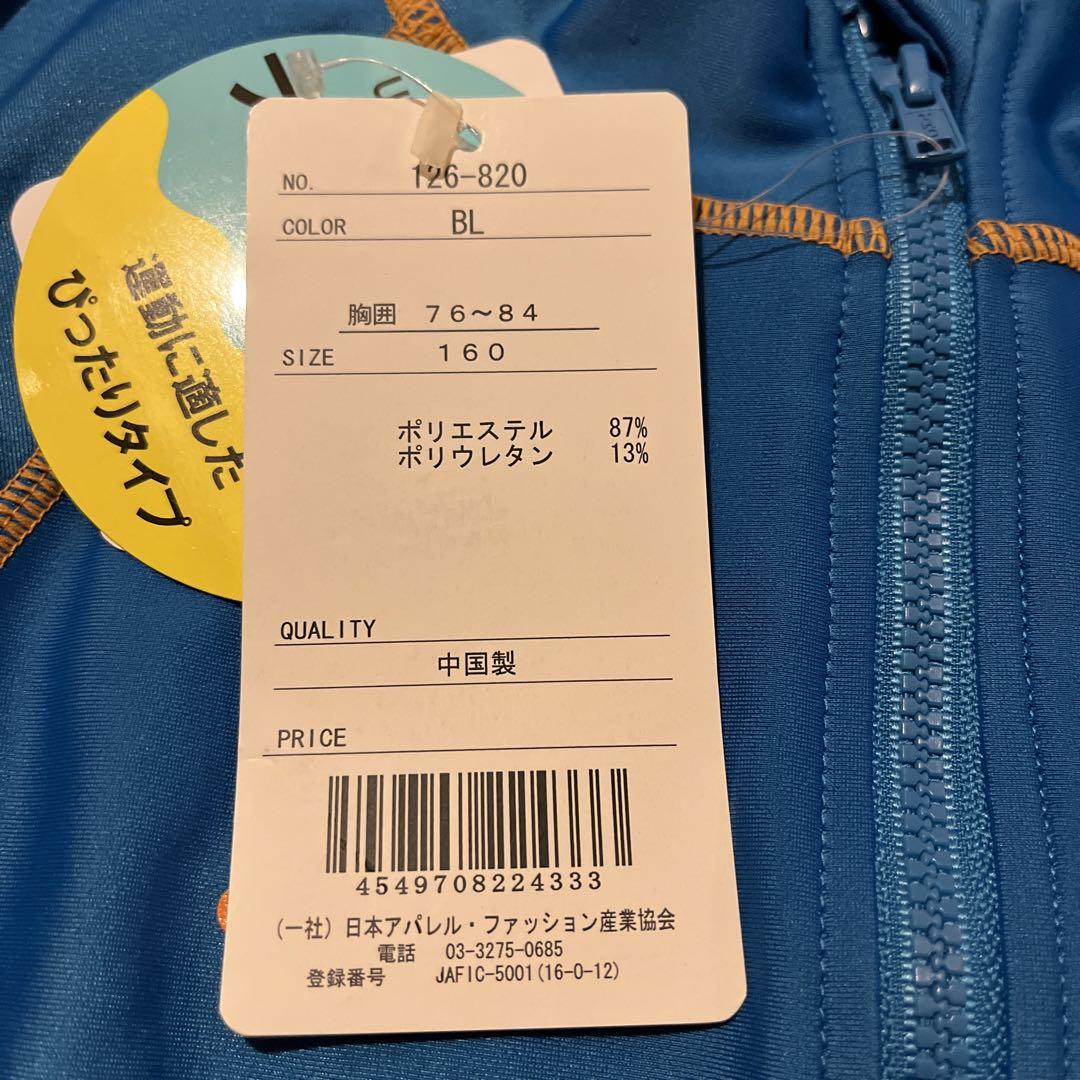 運動に適した
ぴったりタイプ
NO. 126-820
COLOR BL
胸囲 76～84
SIZE 160
ポリエステル 87%
ポリウレタン 13%
QUALITY
中国製
PRICE
4549708224333
(一社)日本アパレル・ファッション産業協会
電話 03-3275-0685
登録番号 JAFIC-5001(16-0-12)